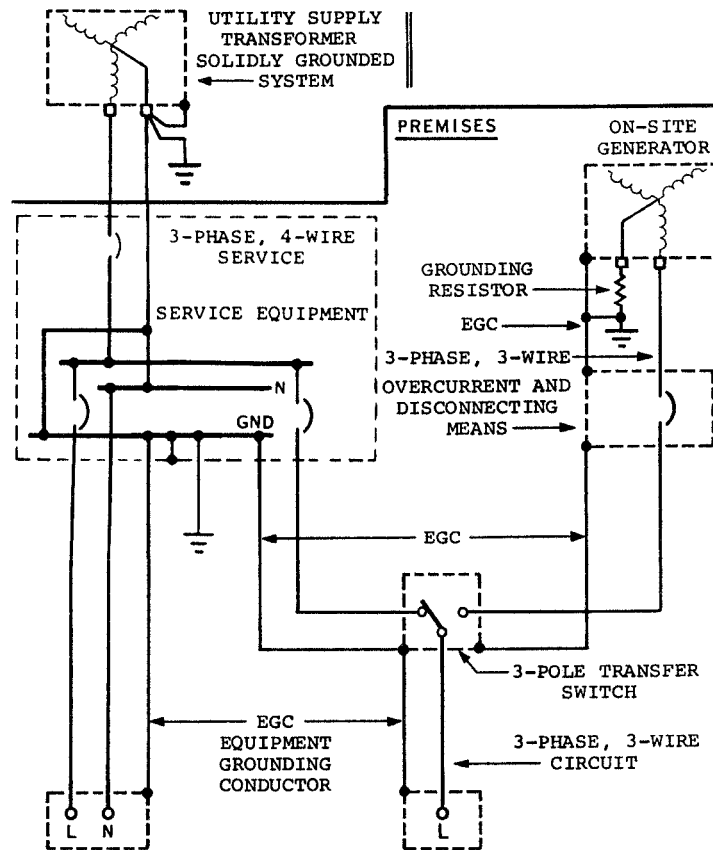 UTILITY SUPPLY
TRANSFORMER
SOLIDLY GROUNDED
SYSTEM
PREMISES
ON-SITE
GENERATOR
3-PHASE, 4-WIRE
SERVICE
GROUNDING
RESISTOR
SERVICE EQUIPMENT
EGC
3-PHASE, 3-WIRE
N
OVERCURRENT AND
DISCONNECTING
MEANS
GND
EGC
3-POLE TRANSFER
SWITCH
EGC
EQUIPMENT
GROUNDING
CONDUCTOR
3-PHASE, 3-WIRE
CIRCUIT
L N
L